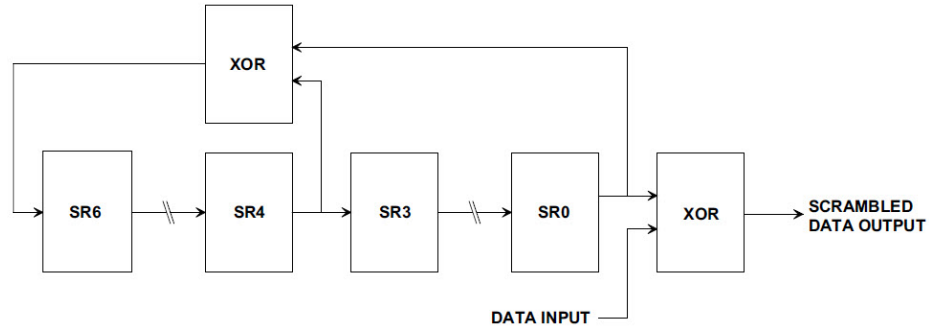 XOR
SR6
SR4
SR3
SR0
XOR
SCRAMBLED
DATA OUTPUT
DATA INPUT